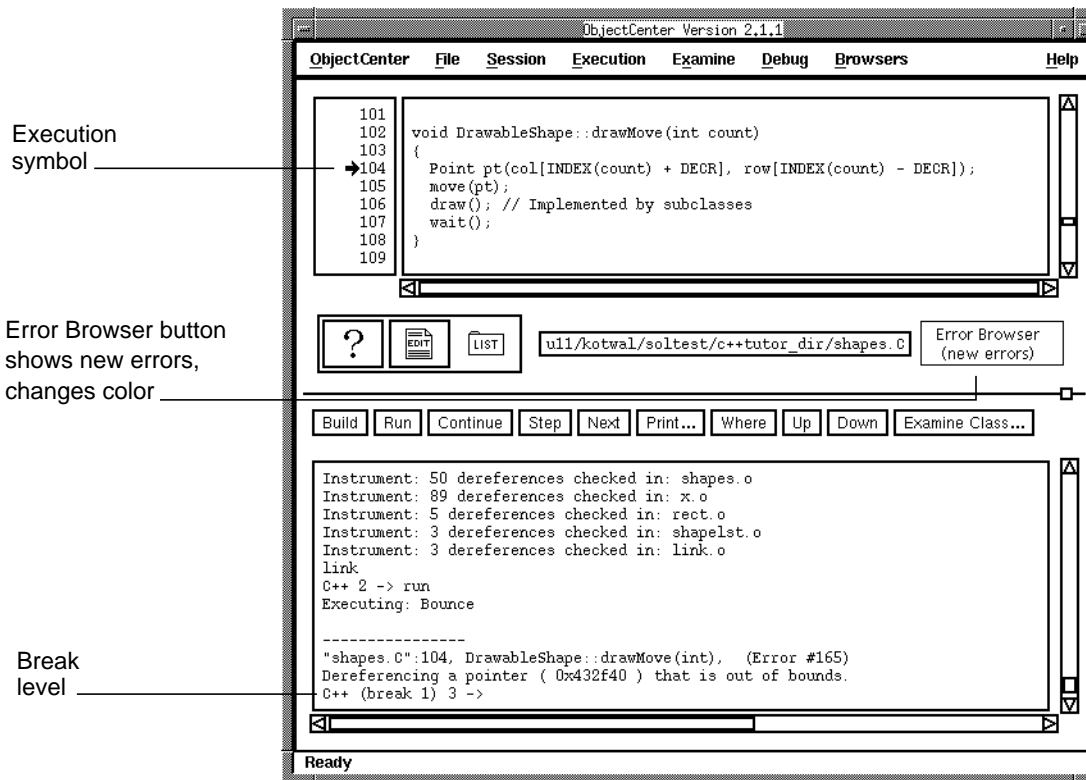 ObjectCenter Version 2.1.1
ObjectCenter File Session Execution Examine Debug Browsers Help
Execution
symbol
101
102 void DrawableShape::drawMove(int count)
103 {
104 Point pt(col[INDEX(count) + DECR], row[INDEX(count) - DECR]);
105 move(pt);
106 draw(); // Implemented by subclasses
107 wait();
108 }
109
Error Browser button
shows new errors,
changes color
? EDIT LIST u11/kotwal/soltest/c++tutor_dir/shapes.C
Error Browser
(new errors)
Build Run Continue Step Next Print... Where Up Down Examine Class...
Instrument: 50 dereferences checked in: shapes.o
Instrument: 89 dereferences checked in: x.o
Instrument: 5 dereferences checked in: rect.o
Instrument: 3 dereferences checked in: shapelst.o
Instrument: 3 dereferences checked in: link.o
link
C++ 2 -> run
Executing: Bounce
----------------
"shapes.C":104, DrawableShape::drawMove(int), (Error #165)
Dereferencing a pointer ( 0x432f40 ) that is out of bounds.
C++ (break 1) 3 ->
Break
level
Ready